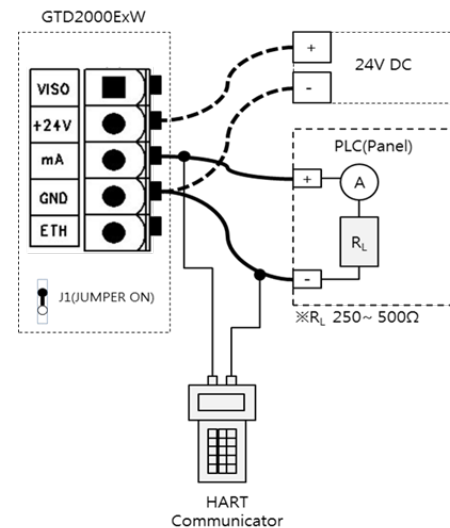 GTD2000ExW
VISO
+24V
mA
GND
ETH
J1(JUMPER ON)
+
-
24V DC
PLC(Panel)
+
A
RL
-
※RL 250~ 500Ω
HART
Communicator